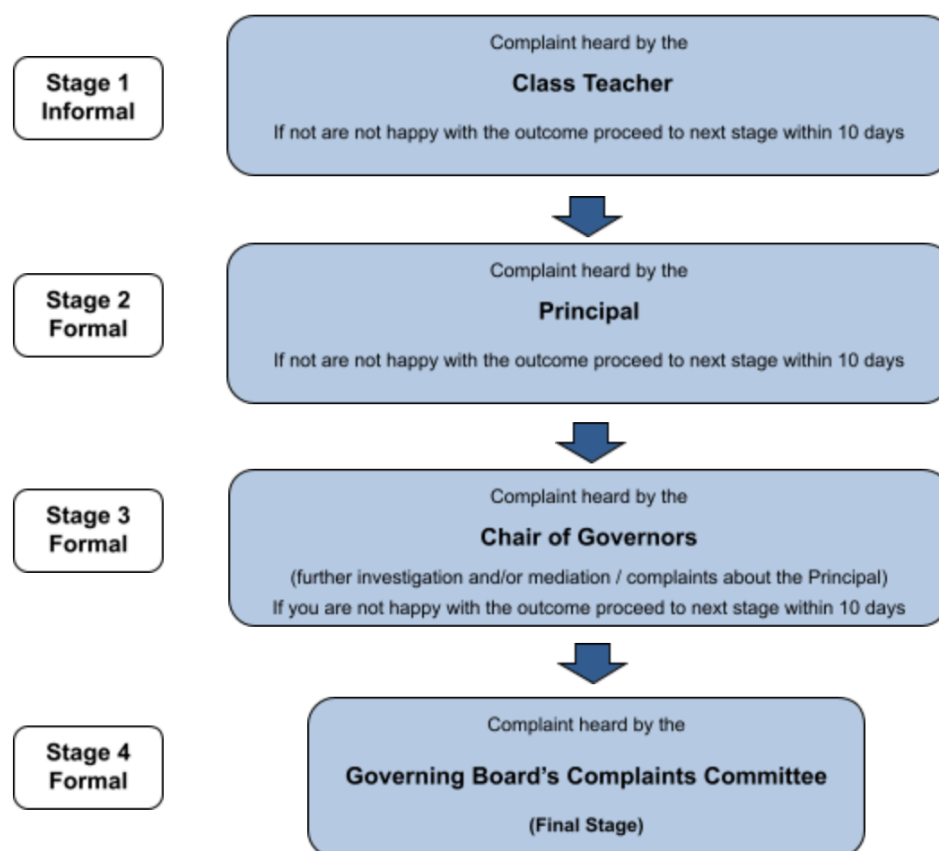 Stage 1
Informal
Complaint heard by the
Class Teacher
If not are not happy with the outcome proceed to next stage within 10 days
Stage 2
Formal
Complaint heard by the
Principal
If not are not happy with the outcome proceed to next stage within 10 days
Stage 3
Formal
Complaint heard by the
Chair of Governors
(further investigation and/or mediation / complaints about the Principal)
If you are not happy with the outcome proceed to next stage within 10 days
Stage 4
Formal
Complaint heard by the
Governing Board's Complaints Committee
(Final Stage)